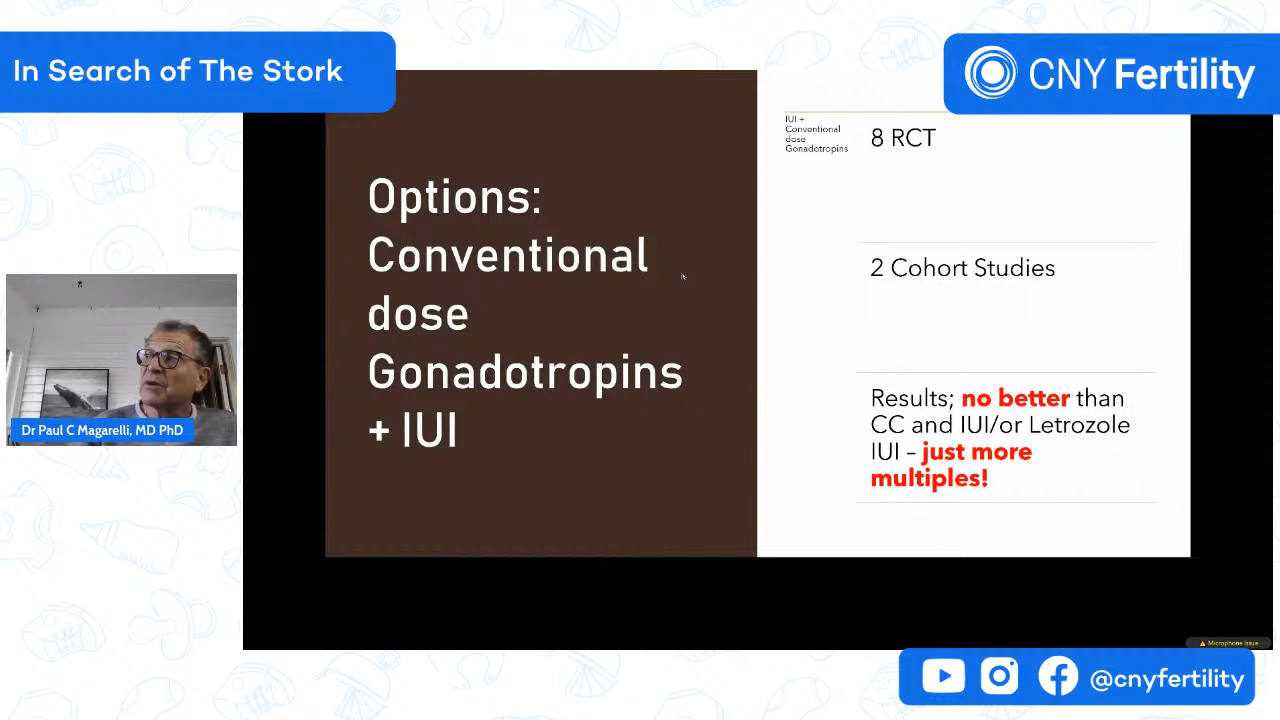 In Search of The Stork
CNY Fertility
Options:
Conventional
dose
Gonadotropins
+ IUI
IUI +
Conventional
dose
Gonadotropins
8 RCT
2 Cohort Studies
Results; no better than
CC and IUI/or Letrozole
IUI – just more
multiples!
Dr Paul C Magarelli, MD PhD
Microphone issue
@cnyfertility